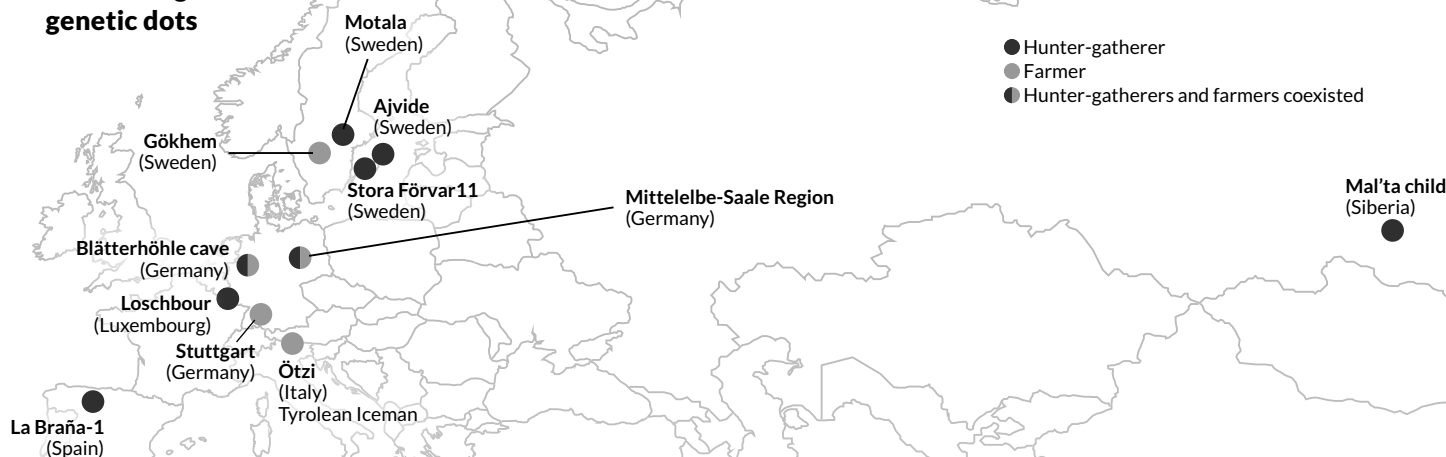 genetic dots
Motala
(Sweden)
Hunter-gatherer
Farmer
Hunter-gatherers and farmers coexisted
Ajvide
(Sweden)
Gökhem
(Sweden)
Stora Förvar11
(Sweden)
Mittelelbe-Saale Region
(Germany)
Mal'ta child
(Siberia)
Blätterhöhle cave
(Germany)
Loschbour
(Luxembourg)
Stuttgart
(Germany)
Ötzi
(Italy)
Tyrolean Iceman
La Braña-1
(Spain)